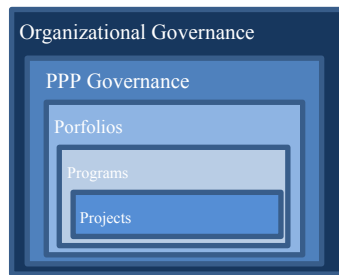 Organizational Governance
PPP Governance
Porfolios
Programs
Projects